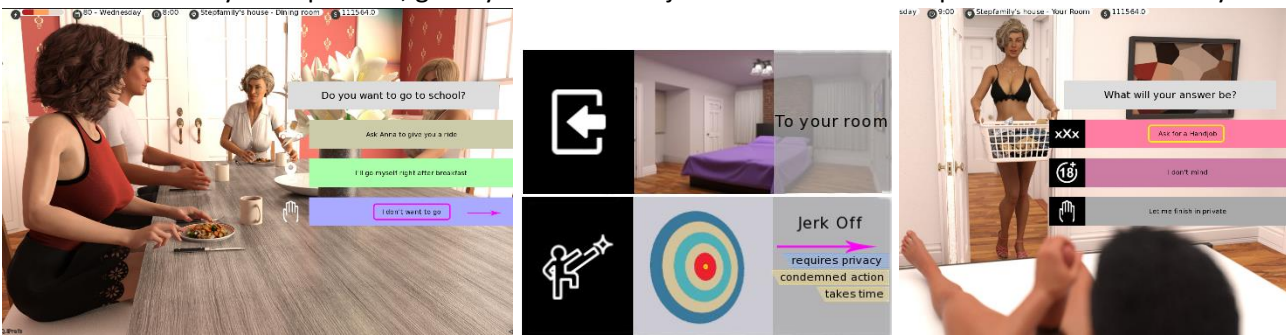 80 - Wednesday 8:00 Stepfamily's house - Dining room 111564.0
Do you want to go to school?
Ask Anna to give you a ride
I'll go myself right after breakfast
I don't want to go
To your room
Jerk Off
requires privacy
condemned action
takes time
sday 9:00 Stepfamily's house - Your Room 111564.0
What will your answer be?
xXx Ask for a Handjob
18+ I don't mind
Let me finish in private